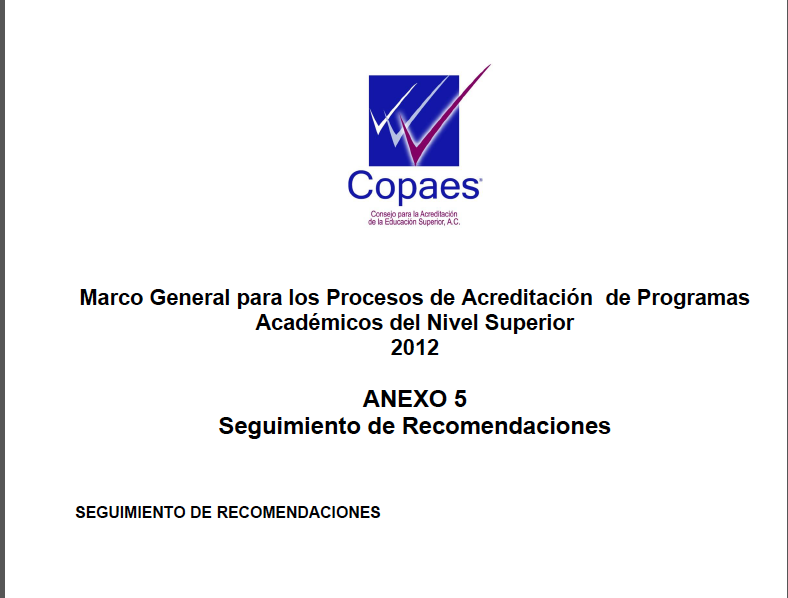 Copaes
Consejo para la Acreditación
de la Educación Superior, A.C.
Marco General para los Procesos de Acreditación de Programas
Académicos del Nivel Superior
2012
ANEXO 5
Seguimiento de Recomendaciones
SEGUIMIENTO DE RECOMENDACIONES